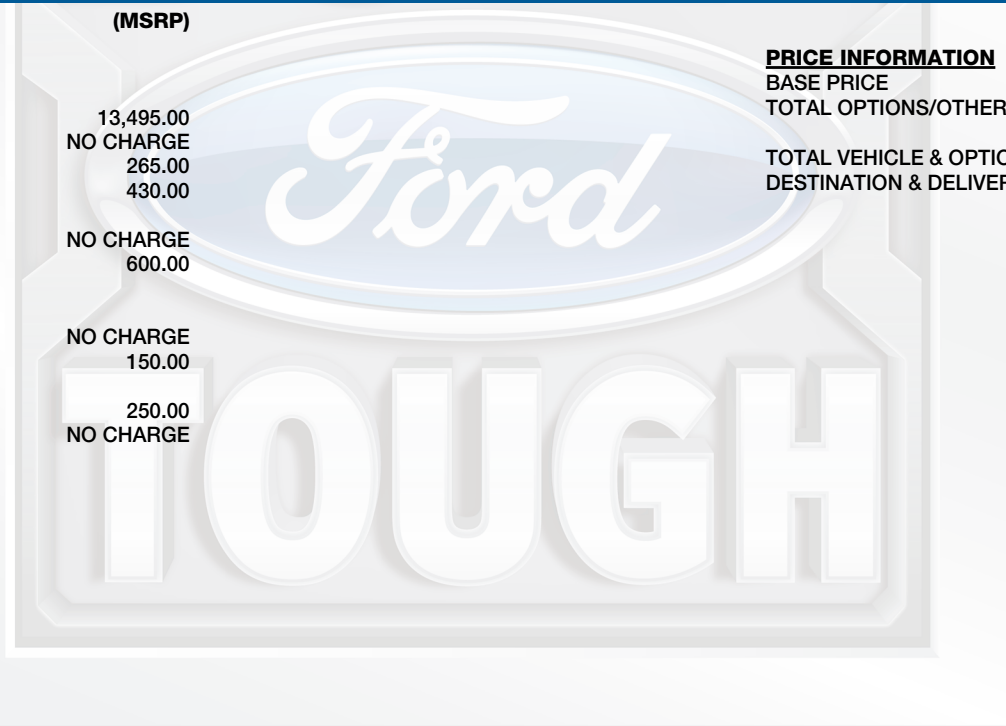 (MSRP)
13,495.00
NO CHARGE
265.00
430.00
NO CHARGE
600.00
NO CHARGE
150.00
250.00
NO CHARGE
PRICE INFORMATION
BASE PRICE
TOTAL OPTIONS/OTHER
TOTAL VEHICLE & OPTIO
DESTINATION & DELIVER
Ford
TOUGH